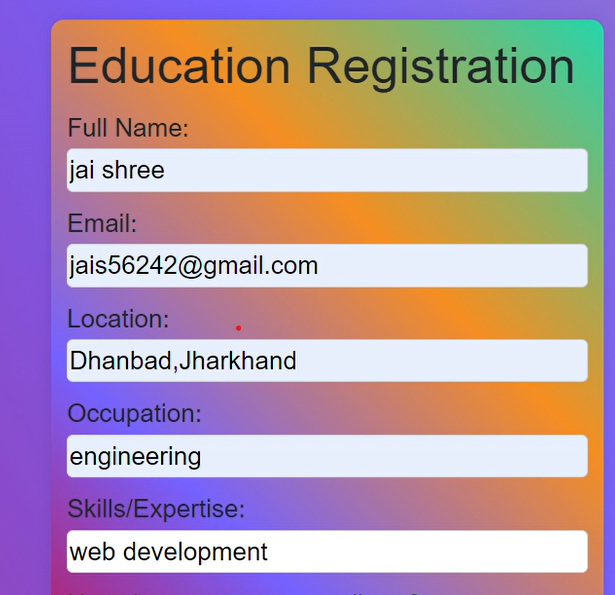 Education Registration
Full Name:
jai shree
Email:
jais56242@gmail.com
Location:
Dhanbad,Jharkhand
Occupation:
engineering
Skills/Expertise:
web development